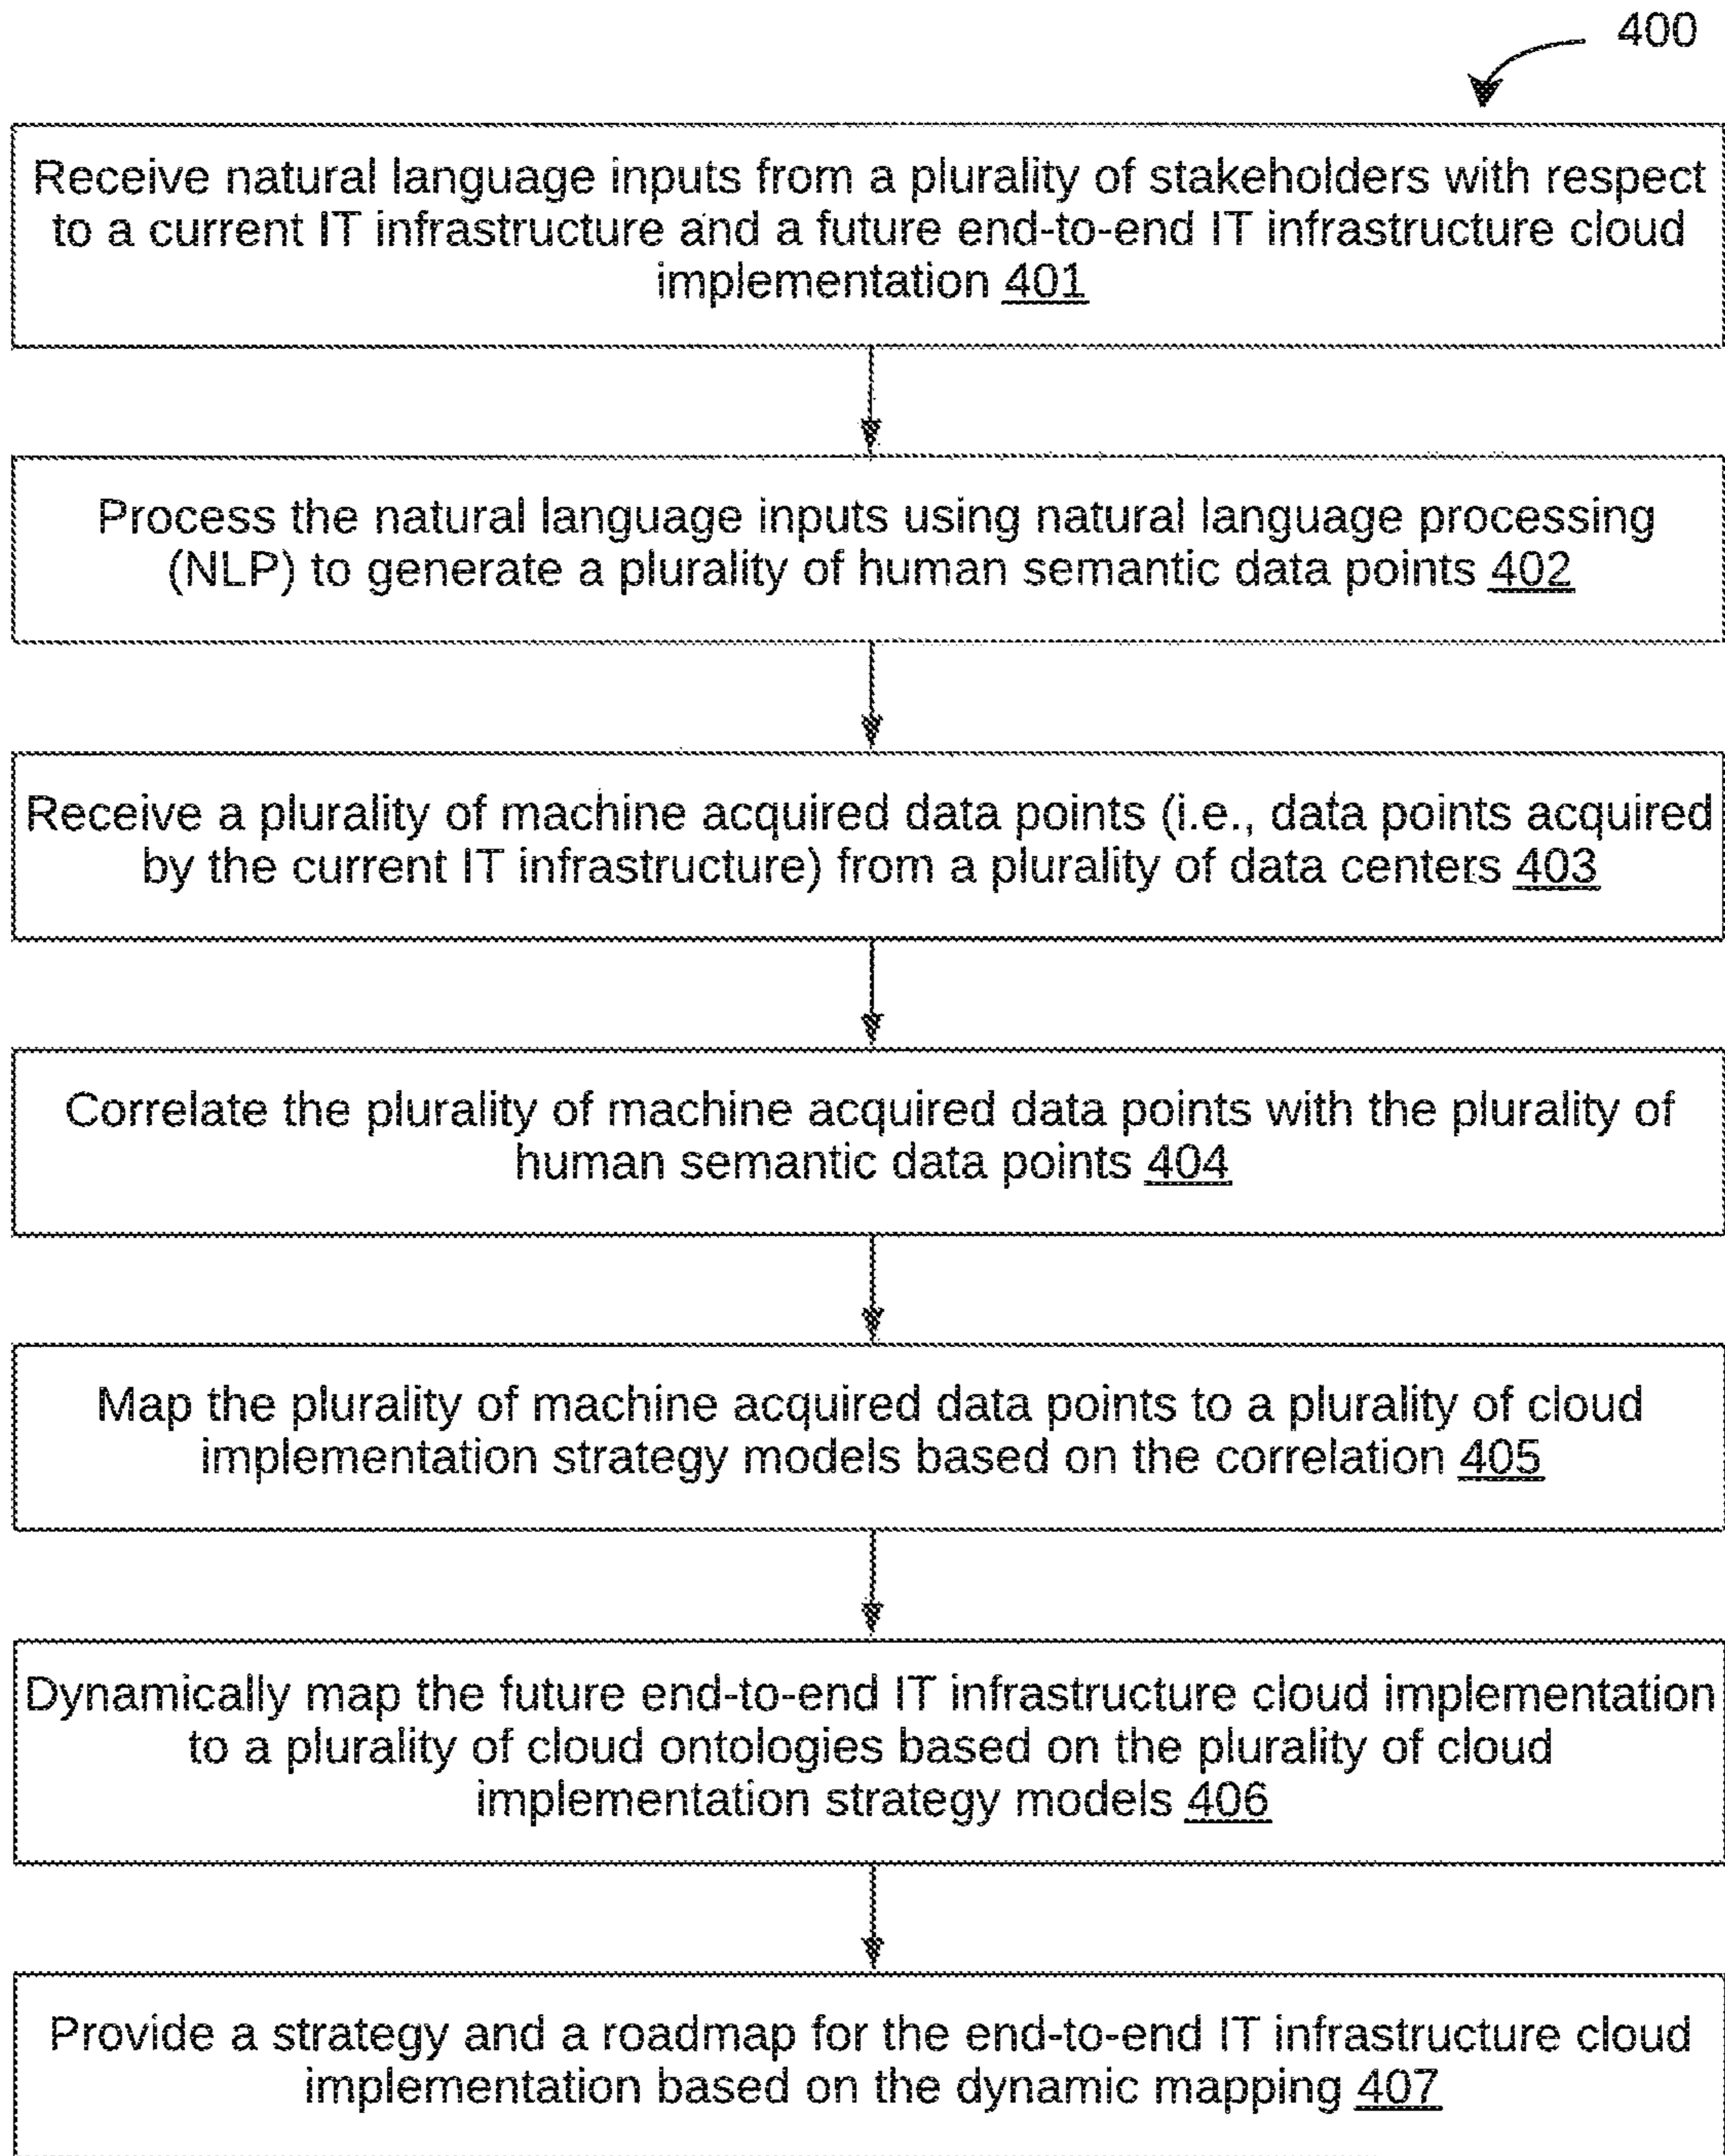 400
Receive natural language inputs from a plurality of stakeholders with respect
to a current IT infrastructure and a future end-to-end IT infrastructure cloud
implementation 401
Process the natural language inputs using natural language processing
(NLP) to generate a plurality of human semantic data points 402
Receive a plurality of machine acquired data points (i.e., data points acquired
by the current IT infrastructure) from a plurality of data centers 403
Correlate the plurality of machine acquired data points with the plurality of
human semantic data points 404
Map the plurality of machine acquired data points to a plurality of cloud
implementation strategy models based on the correlation 405
Dynamically map the future end-to-end IT infrastructure cloud implementation
to a plurality of cloud ontologies based on the plurality of cloud
implementation strategy models 406
Provide a strategy and a roadmap for the end-to-end IT infrastructure cloud
implementation based on the dynamic mapping 407